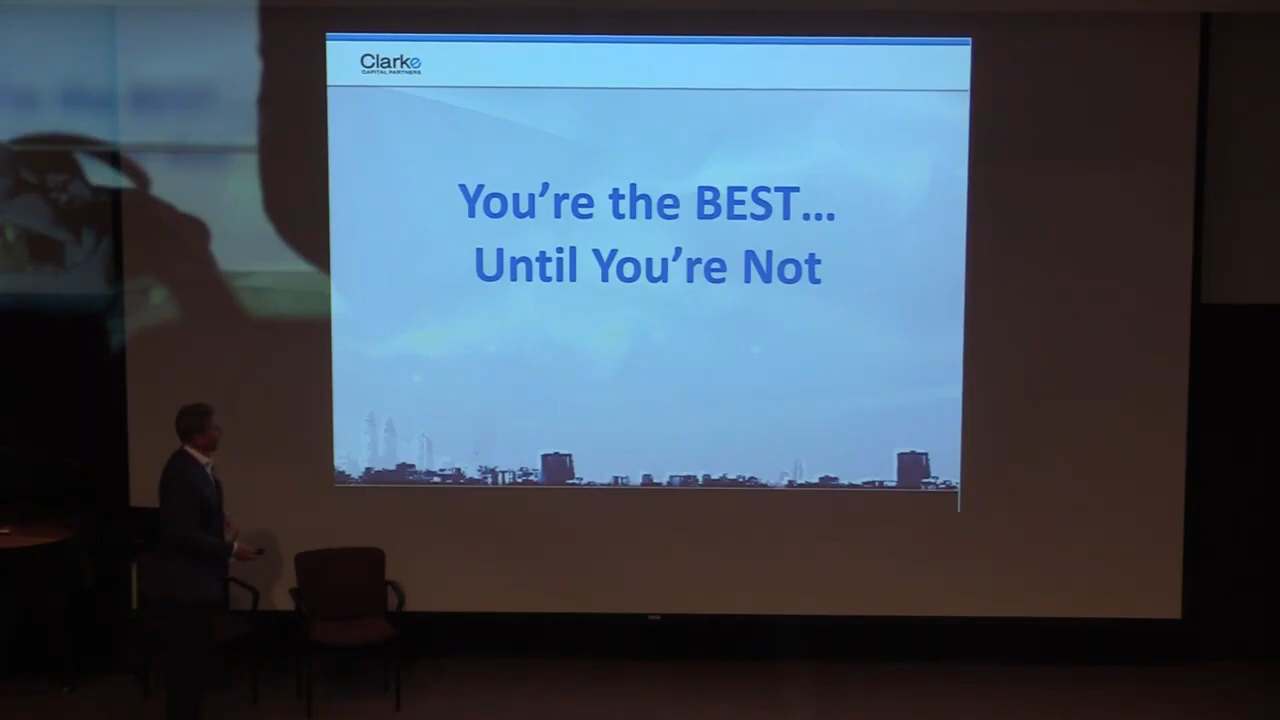 Clarke
CAPITAL PARTNERS
You're the BEST...
Until You're Not